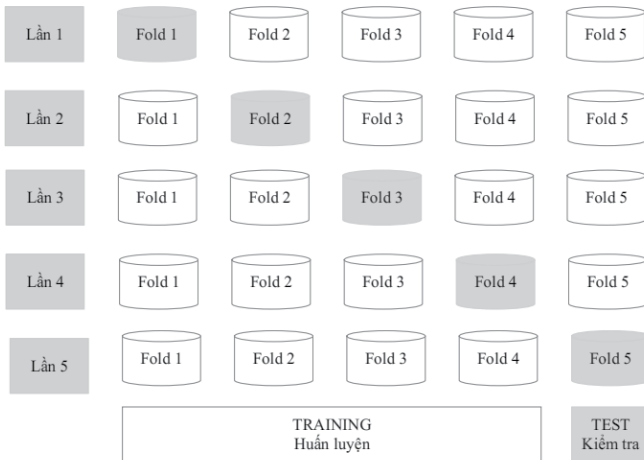 Lần 1 Fold 1 Fold 2 Fold 3 Fold 4 Fold 5
Lần 2 Fold 1 Fold 2 Fold 3 Fold 4 Fold 5
Lần 3 Fold 1 Fold 2 Fold 3 Fold 4 Fold 5
Lần 4 Fold 1 Fold 2 Fold 3 Fold 4 Fold 5
Lần 5 Fold 1 Fold 2 Fold 3 Fold 4 Fold 5
TRAINING TEST
Huấn luyện Kiểm tra